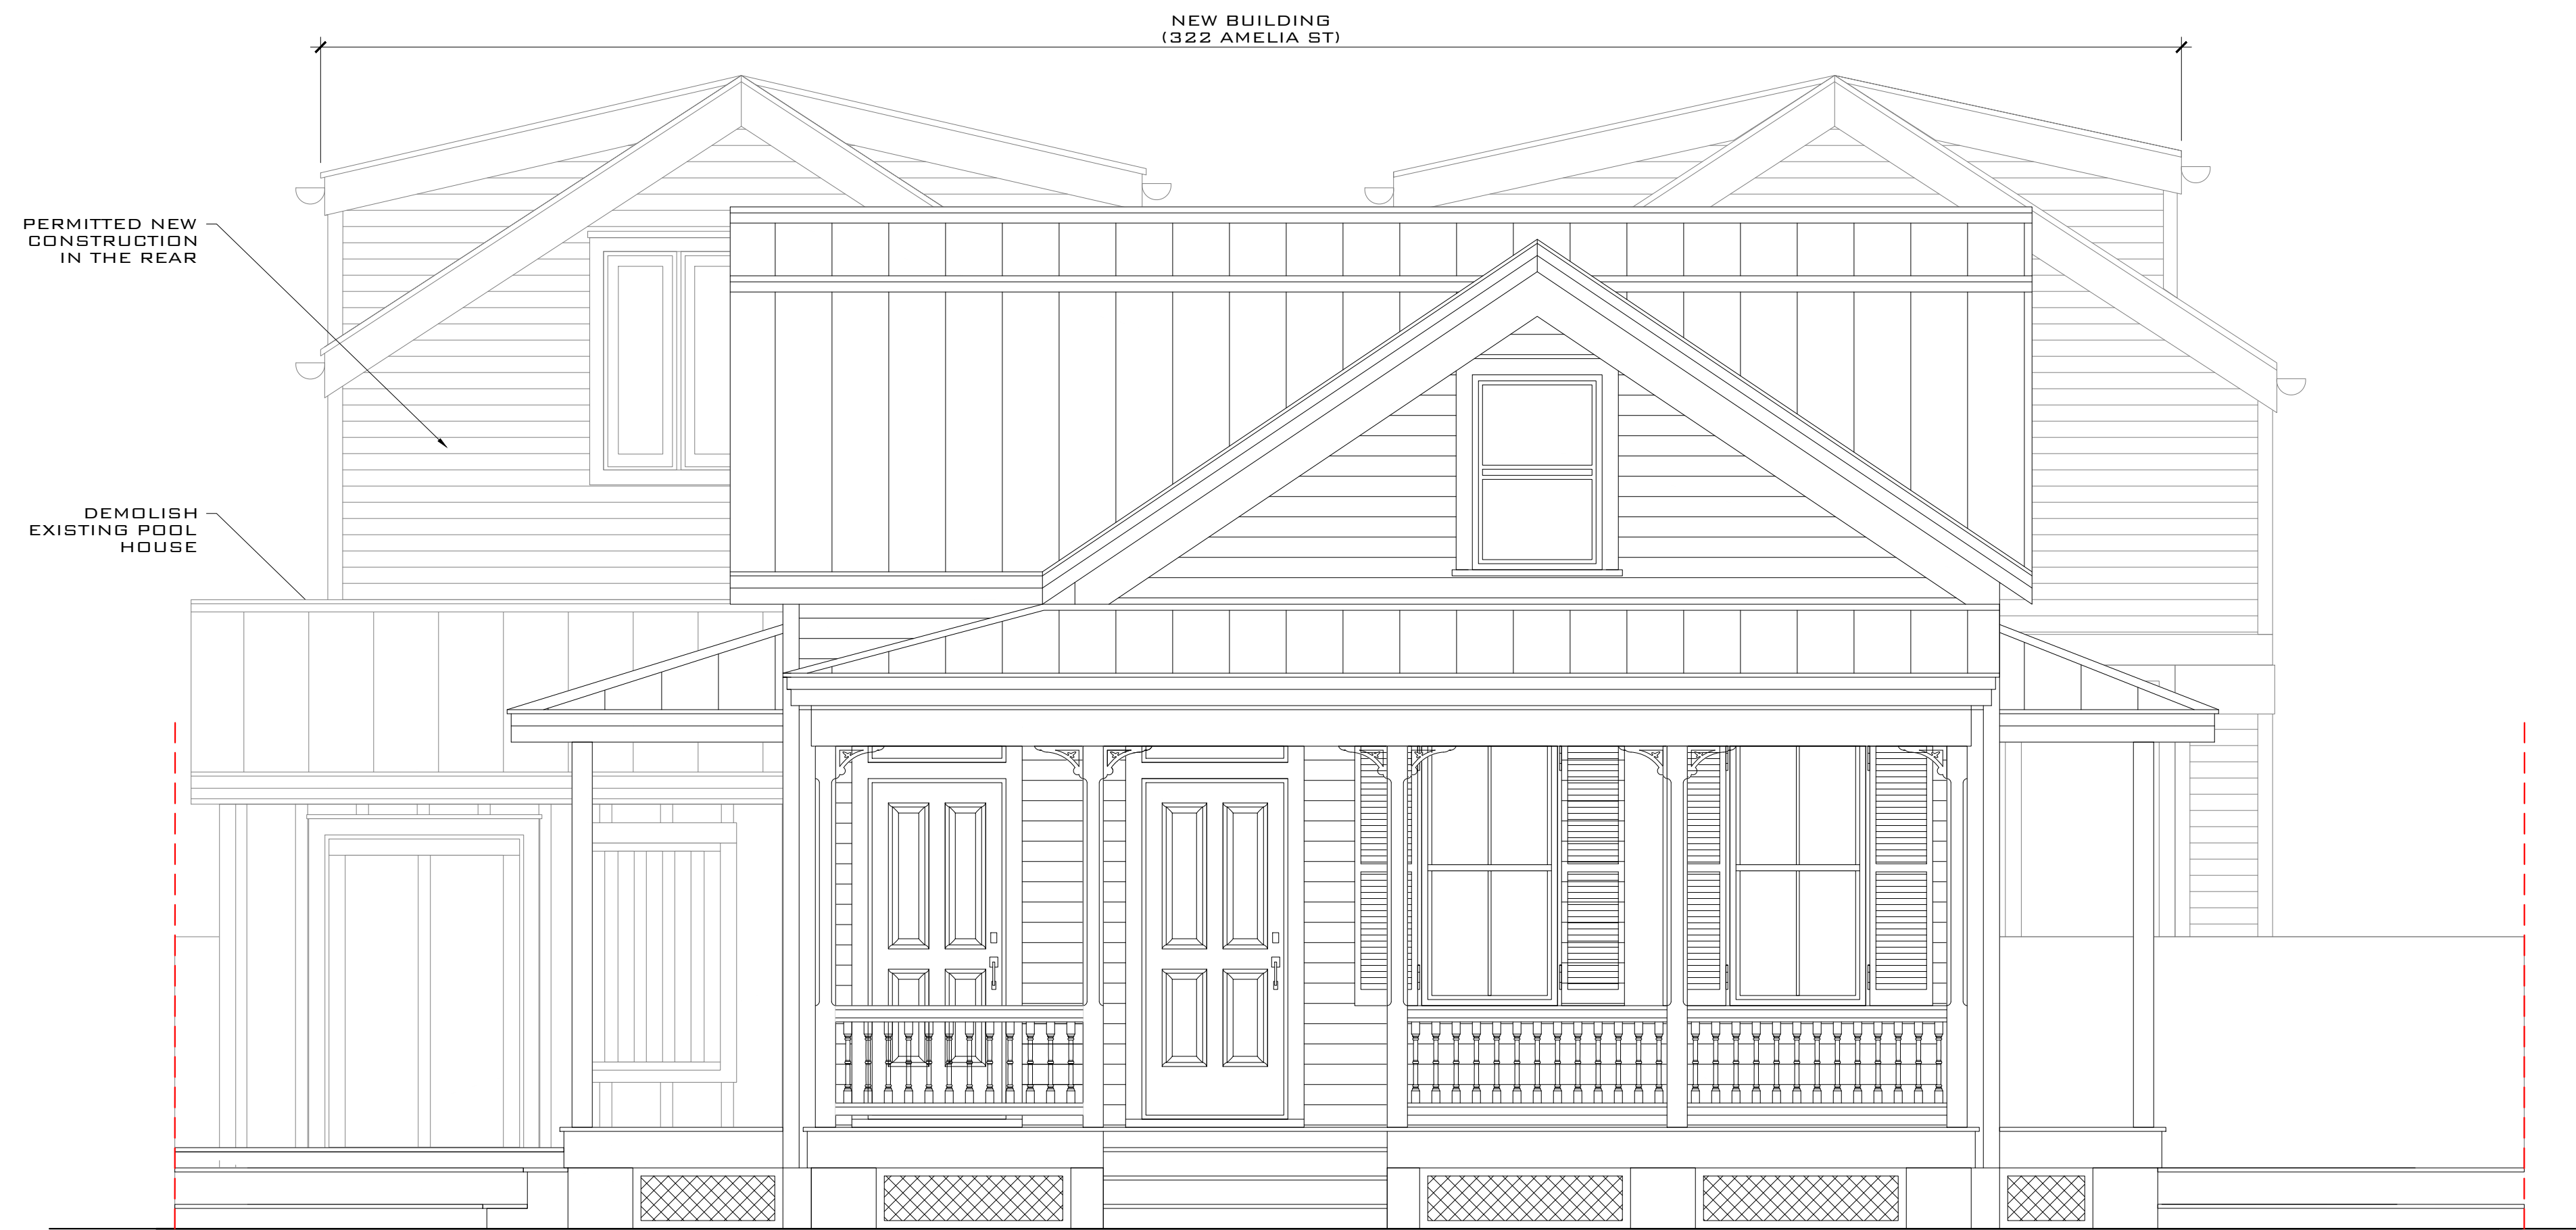 NEW BUILDING
(322 AMELIA ST)
PERMITTED NEW
CONSTRUCTION
IN THE REAR
DEMOLISH
EXISTING POOL
HOUSE